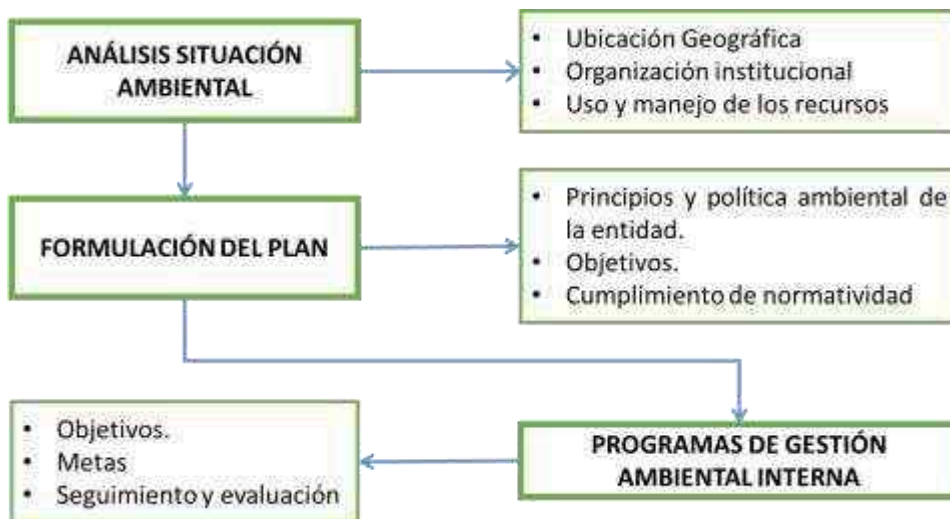 ANÁLISIS SITUACIÓN
AMBIENTAL
• Ubicación Geográfica
• Organización institucional
• Uso y manejo de los recursos
FORMULACIÓN DEL PLAN
• Principios y política ambiental de
la entidad.
• Objetivos.
• Cumplimiento de normatividad
PROGRAMAS DE GESTIÓN
AMBIENTAL INTERNA
• Objetivos.
• Metas
• Seguimiento y evaluación